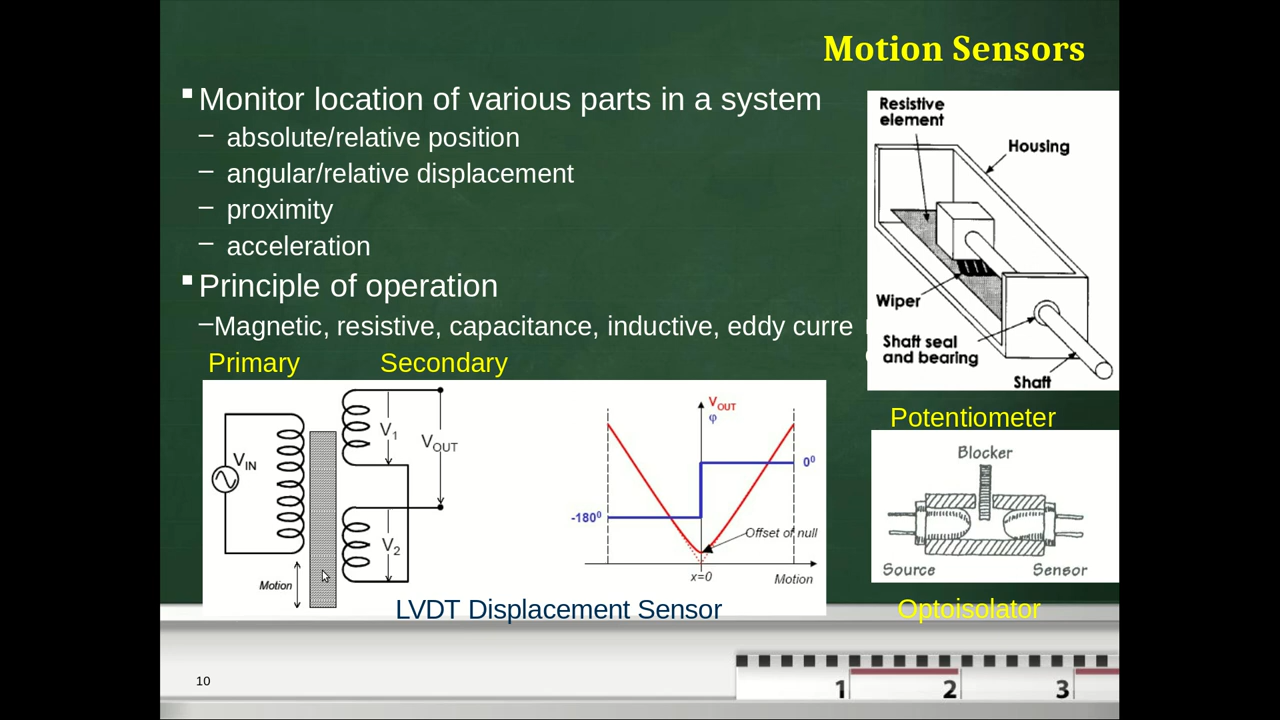 Motion Sensors
Monitor location of various parts in a system
– absolute/relative position
– angular/relative displacement
– proximity
– acceleration
Principle of operation
–Magnetic, resistive, capacitance, inductive, eddy curre
Primary
Secondary
VIN
Motion
V1
VOUT
V2
VOUT
φ
0⁰
-180⁰
Offset of null
x=0
Motion
LVDT Displacement Sensor
Resistive
element
Housing
Wiper
Shaft seal
and bearing
Shaft
Potentiometer
Blocker
Source
Sensor
Optoisolator
10
1
2
3